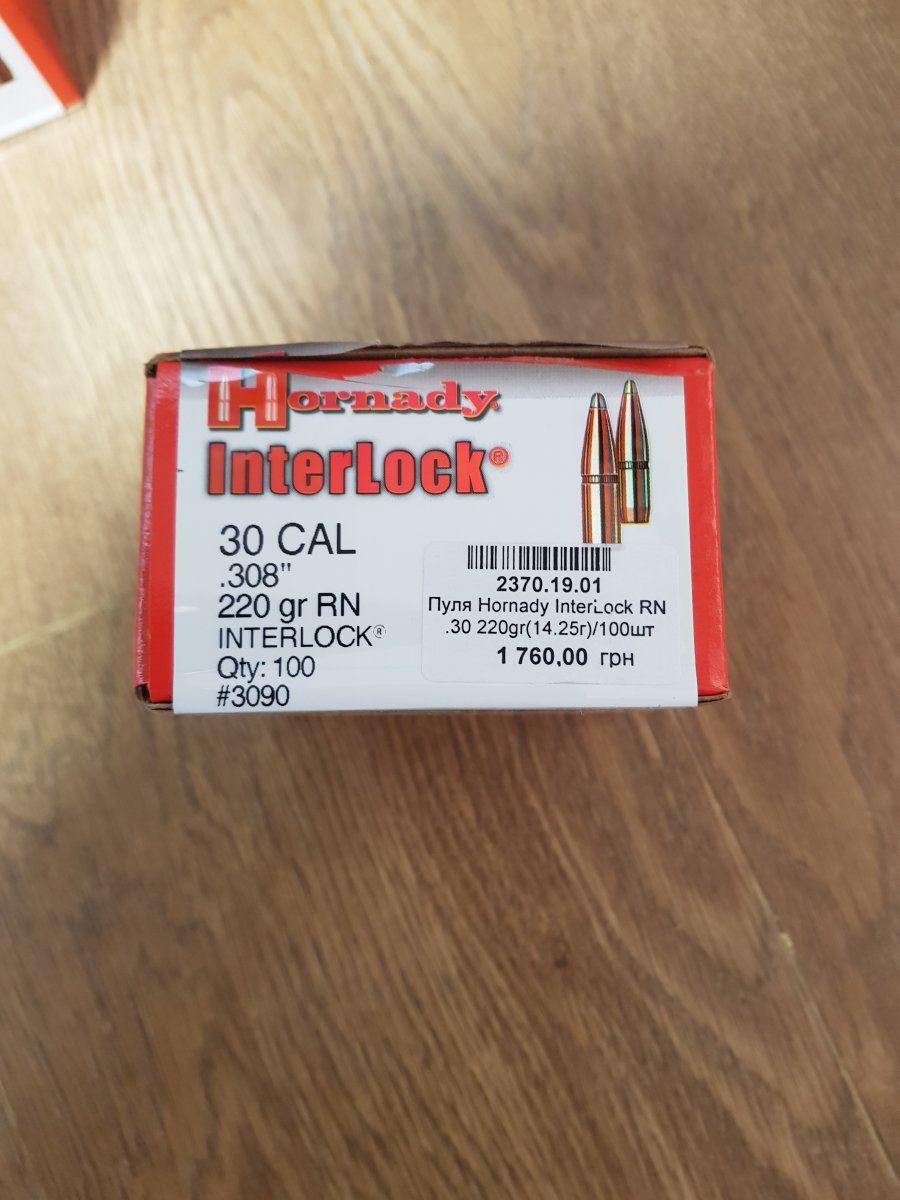 Hornady
InterLock®
30 CAL
.308"
220 gr RN
INTERLOCK®
Qty: 100
#3090
2370.19.01
Пуля Hornady InterLock RN
.30 220gr(14.25г)/100шт
1 760,00 грн